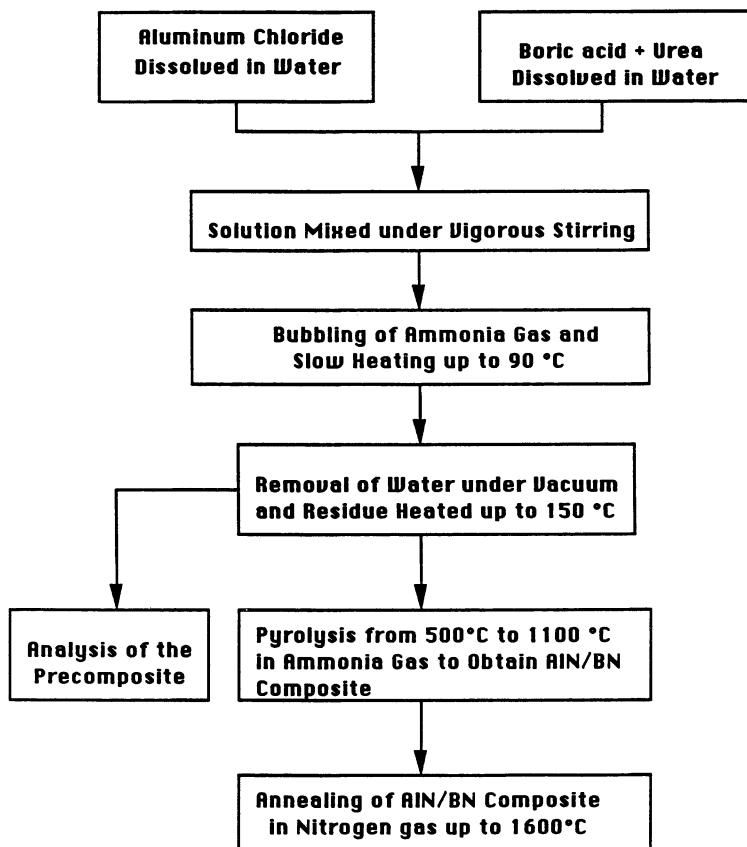 Aluminum Chloride
Dissolved in Water
Boric acid + Urea
Dissolved in Water
Solution Mixed under Vigorous Stirring
Bubbling of Ammonia Gas and
Slow Heating up to 90 °C
Removal of Water under Vacuum
and Residue Heated up to 150 °C
Analysis of the
Precomposite
Pyrolysis from 500°C to 1100 °C
in Ammonia Gas to Obtain AlN/BN
Composite
Annealing of AlN/BN Composite
in Nitrogen gas up to 1600°C